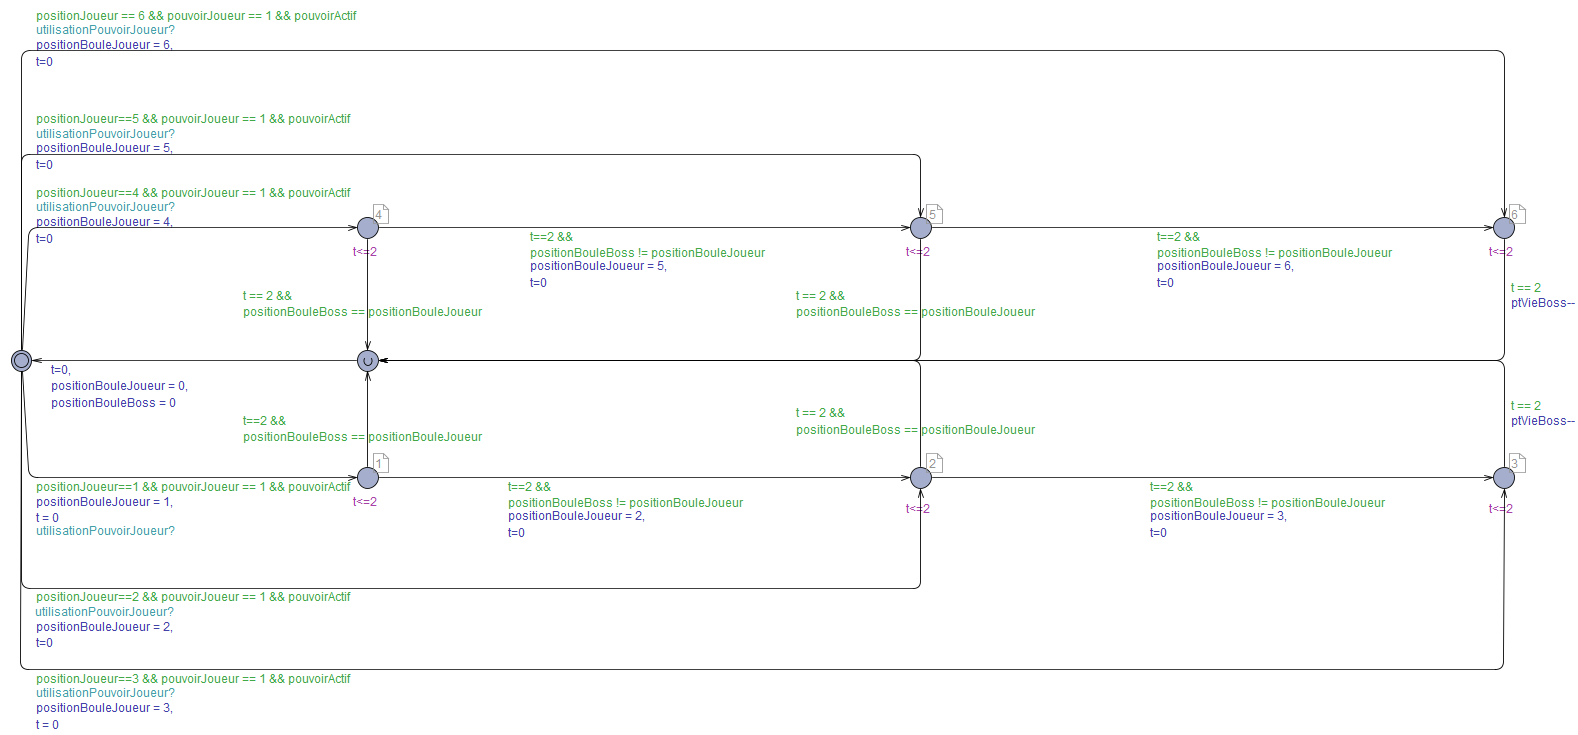 positionJoueur == 6 && pouvoirJoueur == 1 && pouvoirActif
utilisationPouvoirJoueur?
positionBouleJoueur = 6,
t=0
positionJoueur==5 && pouvoirJoueur == 1 && pouvoirActif
utilisationPouvoirJoueur?
positionBouleJoueur = 5,
t=0
positionJoueur==4 && pouvoirJoueur == 1 && pouvoirActif
utilisationPouvoirJoueur?
positionBouleJoueur = 4,
t=0
4
t<=2
t==2 &&
positionBouleBoss != positionBouleJoueur
positionBouleJoueur = 5,
t=0
5
t<=2
t==2 &&
positionBouleBoss != positionBouleJoueur
positionBouleJoueur = 6,
t=0
6
t<=2
t == 2 &&
positionBouleBoss == positionBouleJoueur
t == 2 &&
positionBouleBoss == positionBouleJoueur
t == 2
ptVieBoss--
t=0,
positionBouleJoueur = 0,
positionBouleBoss = 0
t==2 &&
positionBouleBoss == positionBouleJoueur
t == 2 &&
positionBouleBoss == positionBouleJoueur
t == 2
ptVieBoss--
1
t<=2
2
t<=2
3
t<=2
positionJoueur==1 && pouvoirJoueur == 1 && pouvoirActif
positionBouleJoueur = 1,
t = 0
utilisationPouvoirJoueur?
t==2 &&
positionBouleBoss != positionBouleJoueur
positionBouleJoueur = 2,
t=0
t==2 &&
positionBouleBoss != positionBouleJoueur
positionBouleJoueur = 3,
t=0
positionJoueur==2 && pouvoirJoueur == 1 && pouvoirActif
utilisationPouvoirJoueur?
positionBouleJoueur = 2,
t=0
positionJoueur==3 && pouvoirJoueur == 1 && pouvoirActif
utilisationPouvoirJoueur?
positionBouleJoueur = 3,
t = 0